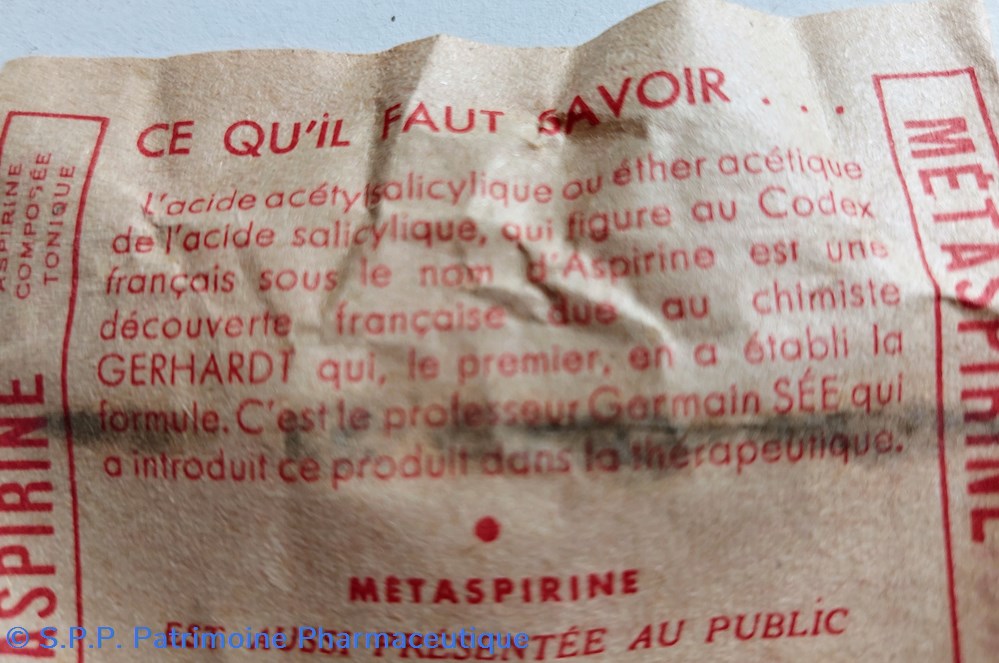 CE QU'IL FAUT SAVOIR . . .
L'acide acétylsalicylique ou éther acétique
de l'acide salicylique, qui figure au Codex
français sous le nom d'Aspirine est une
découverte française due au chimiste
GERHARDT qui, le premier, en a établi la
formule. C'est le professeur Germain SÉE qui
a introduit ce produit dans la thérapeutique.
MÉTASPIRINE
EST AUSSI PRÉSENTÉE AU PUBLIC
ASPIRINE
COMPOSÉE
TONIQUE
ASPIRINE
MÉTASPIRINE
© S.P.P. Patrimoine Pharmaceutique